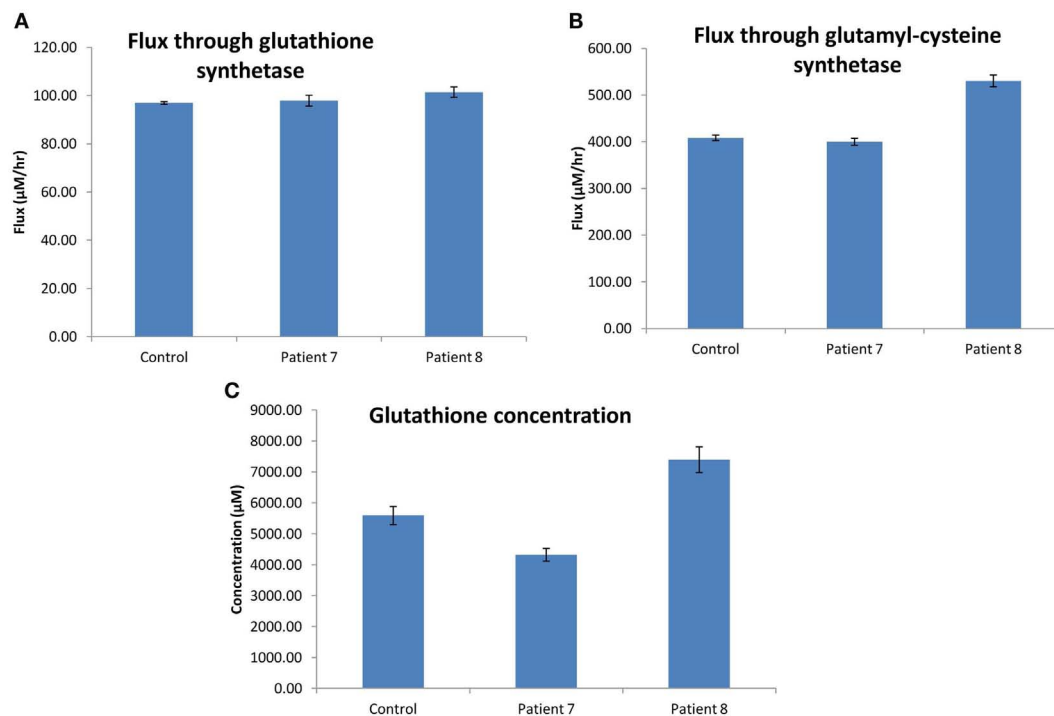 A
Flux through glutathione
synthetase
Flux (µM/hr)
120.00
100.00
80.00
60.00
40.00
20.00
0.00
Control
Patient 7
Patient 8
B
Flux through glutamyl-cysteine
synthetase
Flux (µM/hr)
600.00
500.00
400.00
300.00
200.00
100.00
0.00
Control
Patient 7
Patient 8
C
Glutathione concentration
Concentration (µM)
9000.00
8000.00
7000.00
6000.00
5000.00
4000.00
3000.00
2000.00
1000.00
0.00
Control
Patient 7
Patient 8